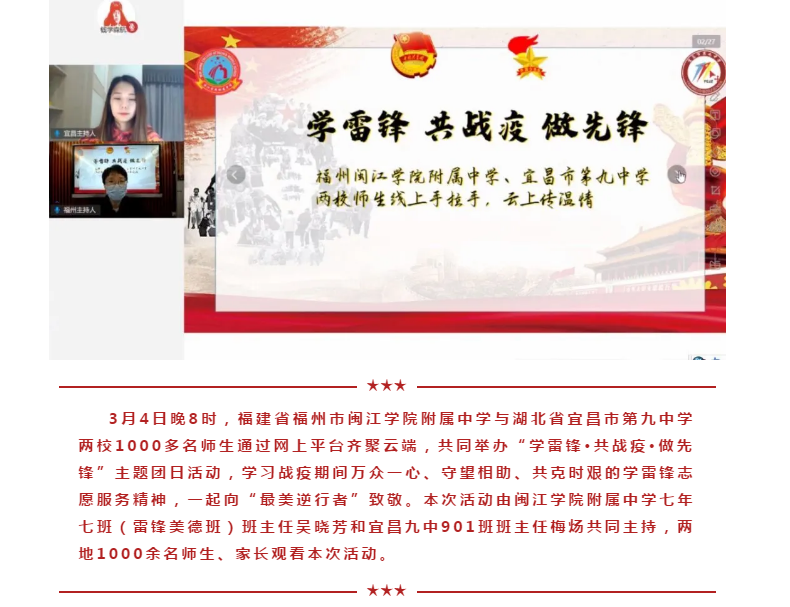 钱学森航
02/27
宜昌主持人
学雷锋 共战疫 做先锋
福州闽江学院附属中学、宜昌市第九中学
两校师生线上手拉手，云上传温情
福州主持人
★★★
3月4日晚8时，福建省福州市闽江学院附属中学与湖北省宜昌市第九中学
两校1000多名师生通过网上平台齐聚云端，共同举办“学雷锋·共战疫·做先
锋”主题团日活动，学习战疫期间万众一心、守望相助、共克时艰的学雷锋志
愿服务精神，一起向“最美逆行者”致敬。本次活动由闽江学院附属中学七年
七班（雷锋美德班）班主任吴晓芳和宜昌九中901班班主任梅场共同主持，两
地1000余名师生、家长观看本次活动。
★★★